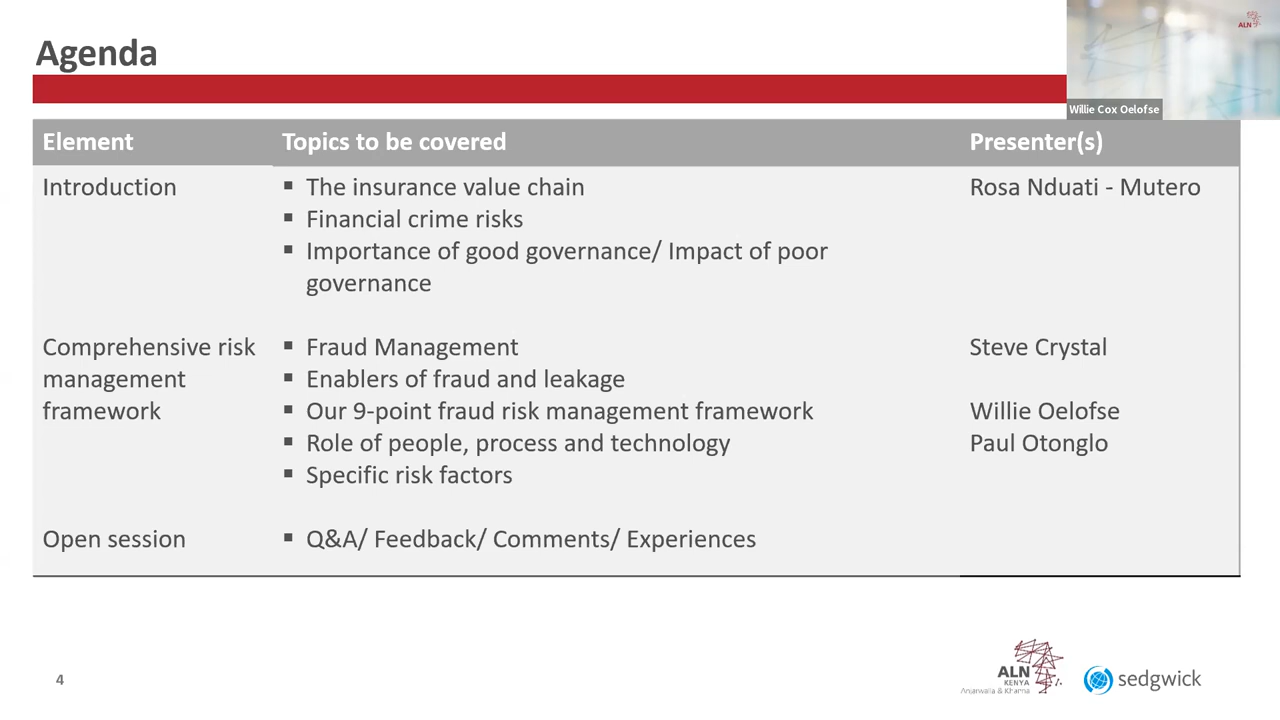 Agenda
ALN
Willie Cox Oelofse
Element Topics to be covered Presenter(s)
Introduction ▪ The insurance value chain Rosa Nduati - Mutero
▪ Financial crime risks
▪ Importance of good governance/ Impact of poor
governance
Comprehensive risk ▪ Fraud Management Steve Crystal
management ▪ Enablers of fraud and leakage
framework ▪ Our 9-point fraud risk management framework Willie Oelofse
▪ Role of people, process and technology Paul Otonglo
▪ Specific risk factors
Open session ▪ Q&A/ Feedback/ Comments/ Experiences
4
ALN
KENYA
Anjarwalla & Khanna
sedgwick